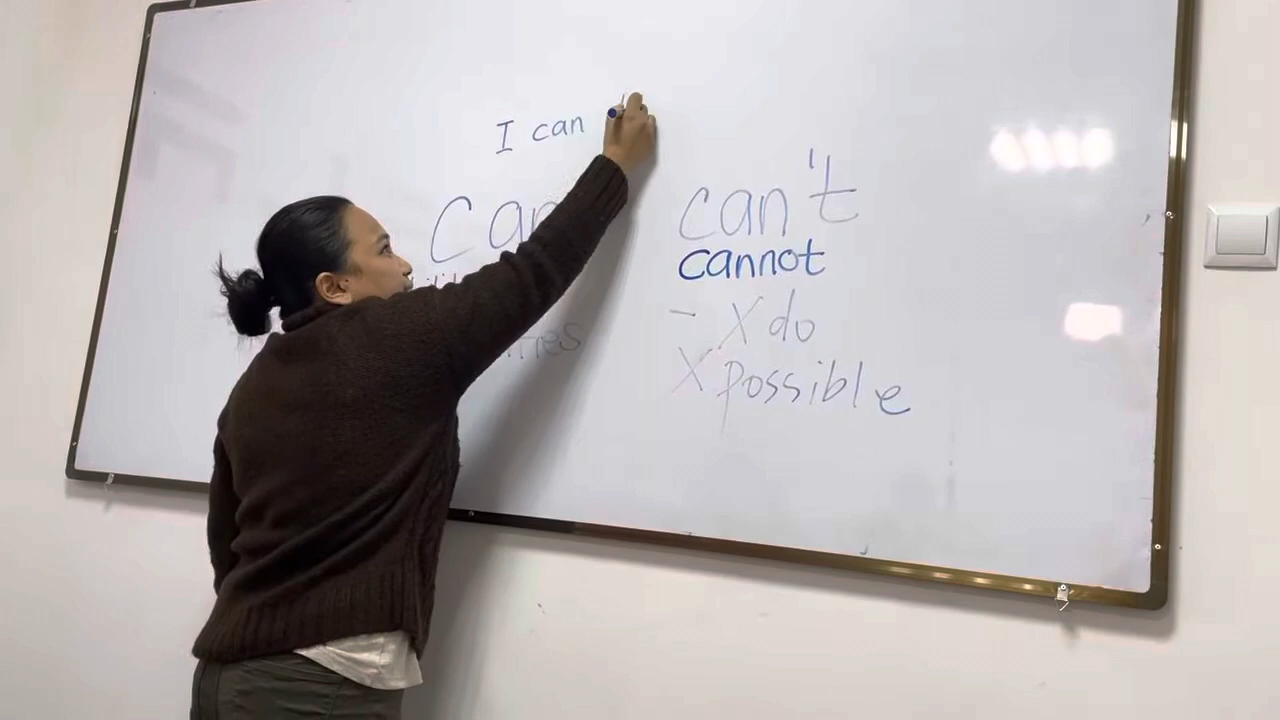 I can
Can
can't
cannot
- X do
X possible